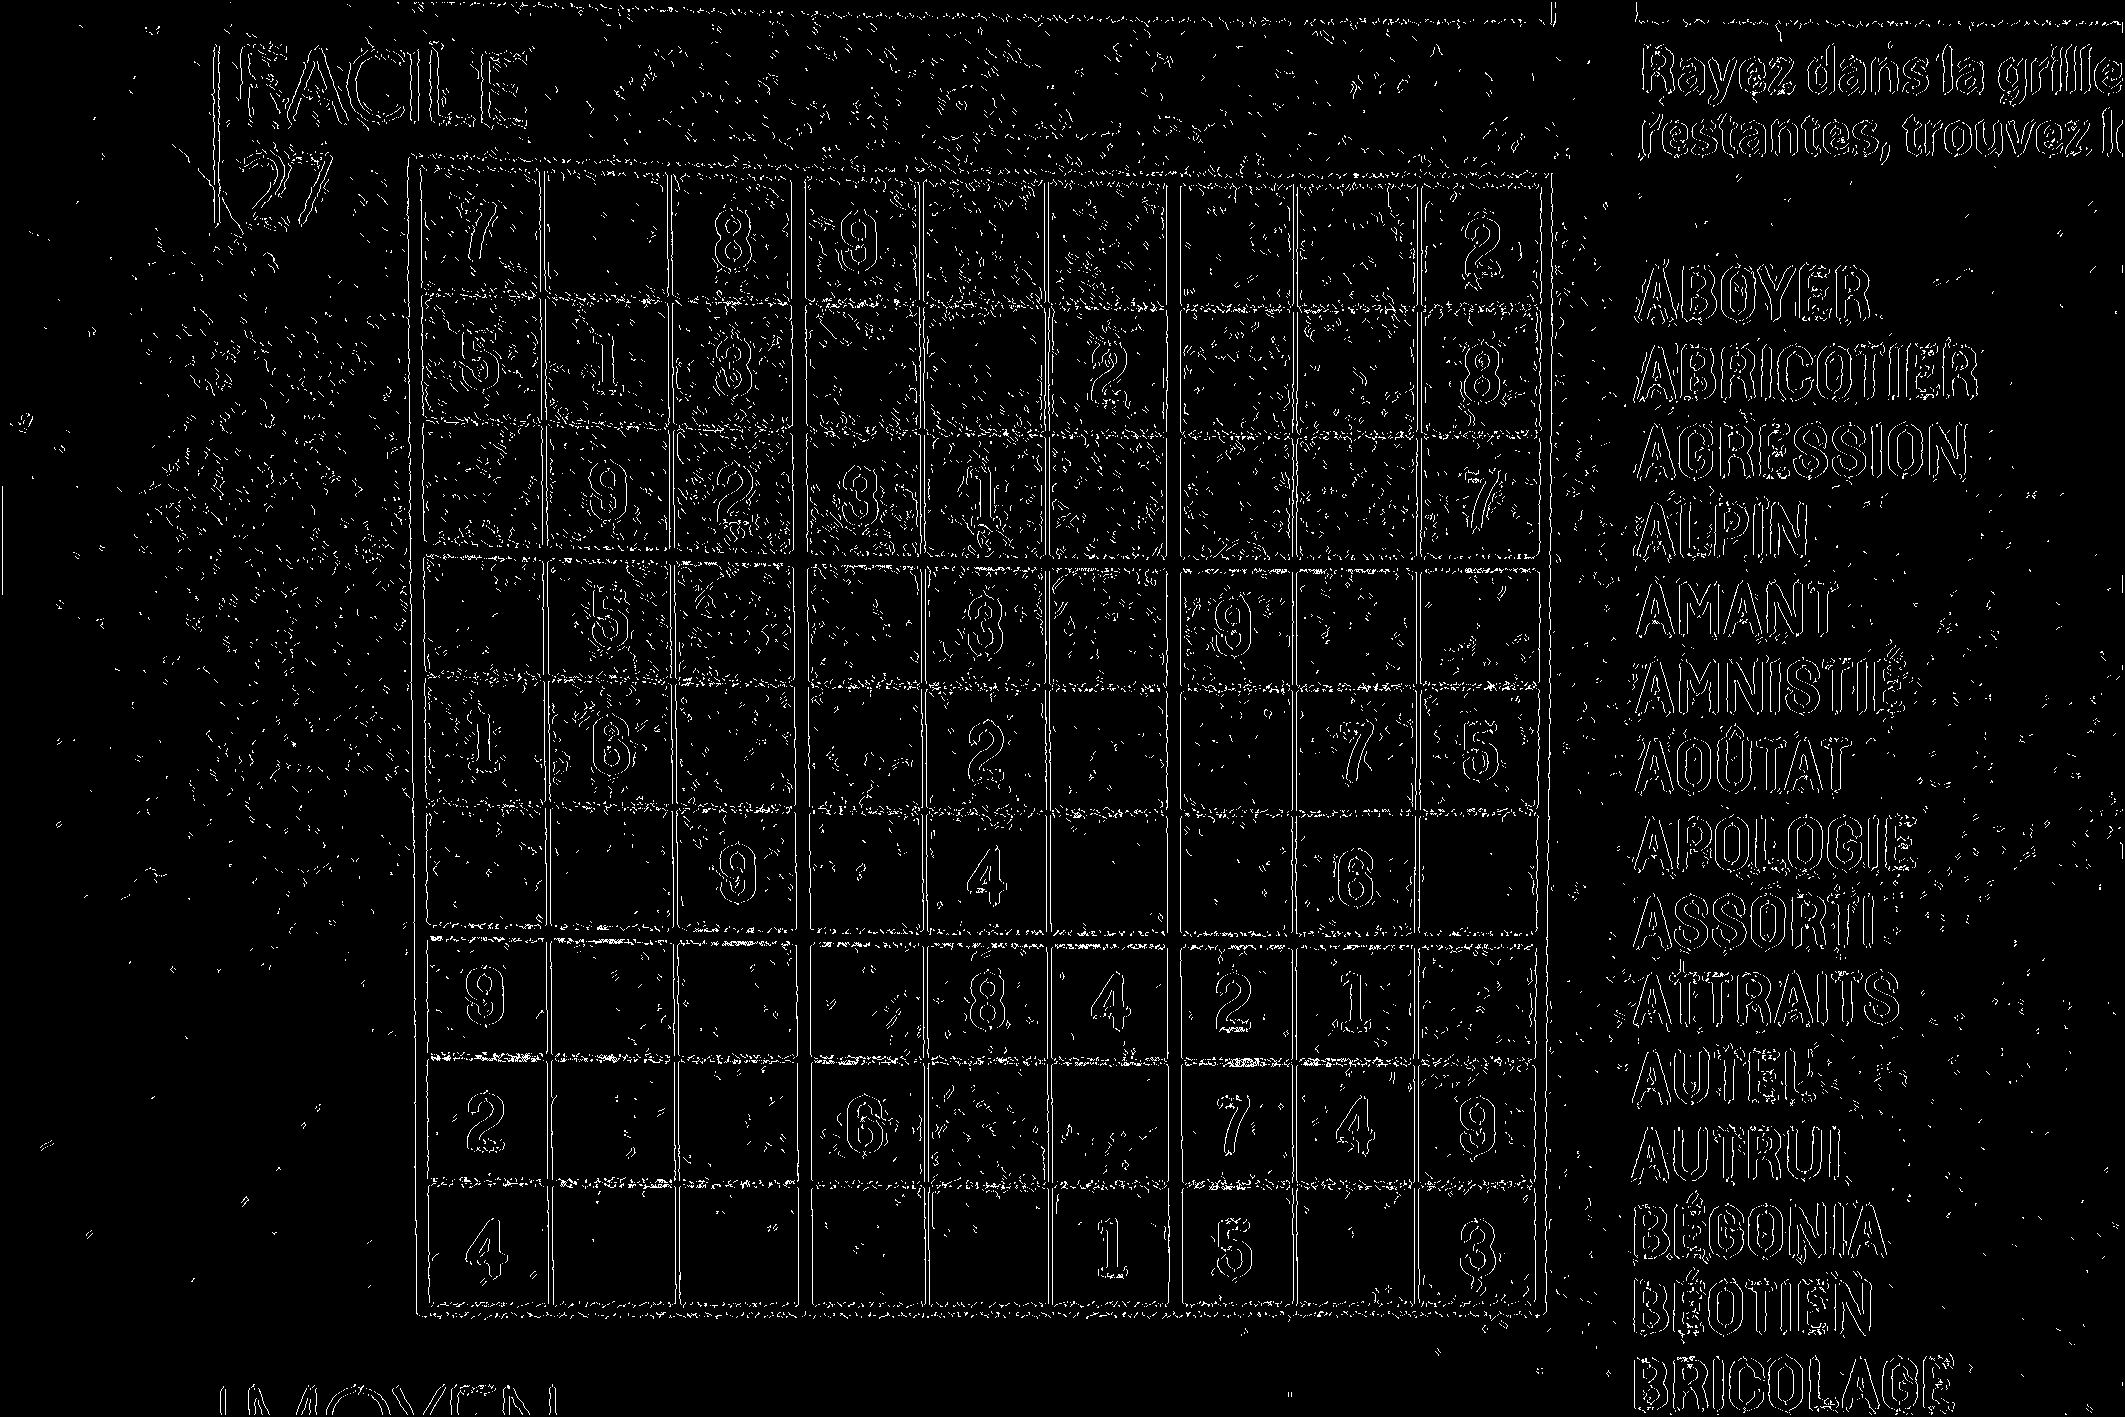 FACILE
27
7 8 9 2
5 1 3 2 8
9 2 3 1 7
5 3 9
1 8 2 7 5
9 4 6
9 8 4 2 1
2 6 7 4 9
4 1 5 3
MOYEN
Rayez dans la grille
restantes, trouvez
ABOYER
ABRICOTIER
AGRESSION
ALPIN
AMANT
AMNISTIÉ
AOÛTAT
APOLOGIE
ASSORTI
ATTRAITS
AUTEL
AUTRUI
BÉGONIA
BÉOTIEN
BRICOLAGE